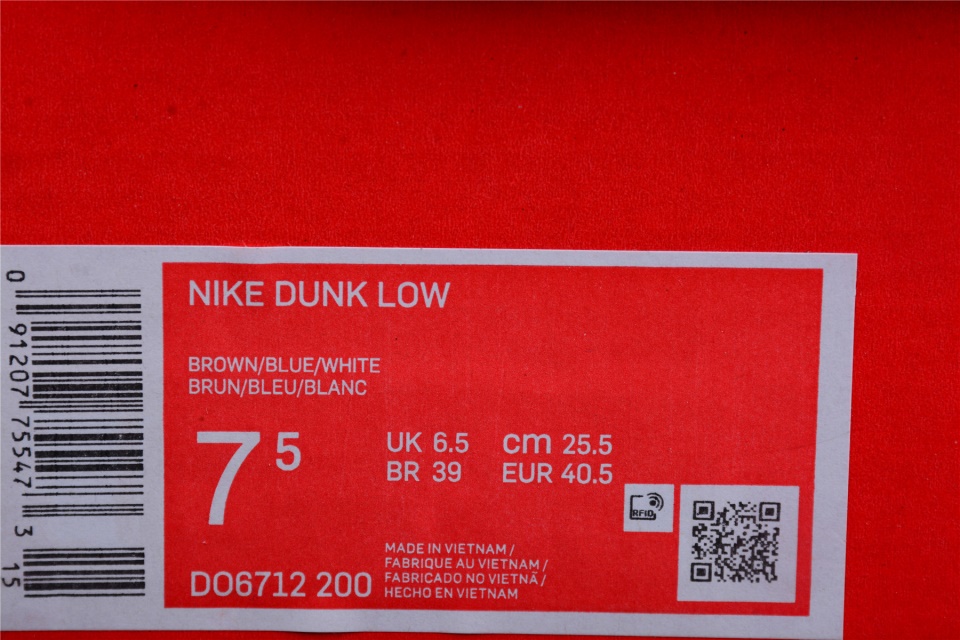 NIKE DUNK LOW
BROWN/BLUE/WHITE
BRUN/BLEU/BLANC
7 5
UK 6.5 cm 25.5
BR 39 EUR 40.5
RFID
MADE IN VIETNAM /
FABRIQUE AU VIETNAM /
FABRICADO NO VIETNÃ /
HECHO EN VIETNAM
DO6712 200
0 91207 75547 3 15